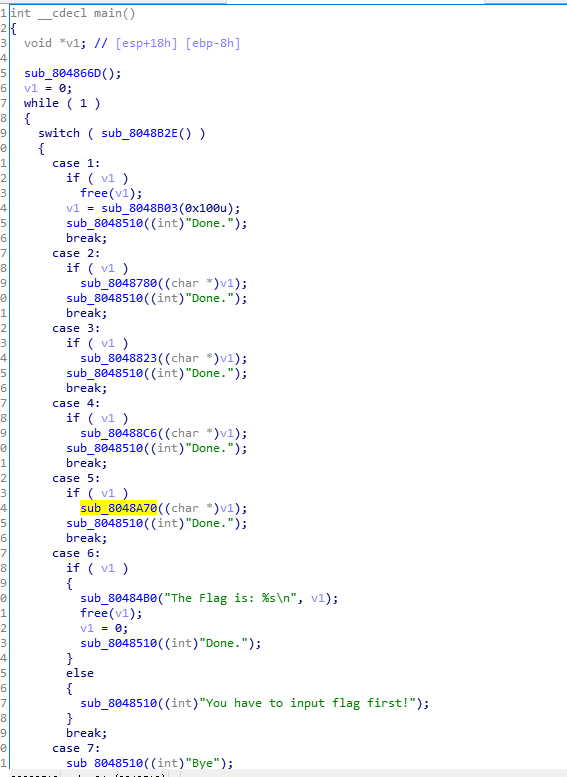 1 int __cdecl main()
2 {
3 void *v1; // [esp+18h] [ebp-8h]
4
5 sub_804866D();
6 v1 = 0;
7 while ( 1 )
8 {
9 switch ( sub_8048B2E() )
0 {
1 case 1:
2 if ( v1 )
3 free(v1);
4 v1 = sub_8048B03(0x100u);
5 sub_8048510((int)"Done.");
6 break;
7 case 2:
8 if ( v1 )
9 sub_8048780((char *)v1);
0 sub_8048510((int)"Done.");
1 break;
2 case 3:
3 if ( v1 )
4 sub_8048823((char *)v1);
5 sub_8048510((int)"Done.");
6 break;
7 case 4:
8 if ( v1 )
9 sub_80488C6((char *)v1);
0 sub_8048510((int)"Done.");
1 break;
2 case 5:
3 if ( v1 )
4 sub_8048A70((char *)v1);
5 sub_8048510((int)"Done.");
6 break;
7 case 6:
8 if ( v1 )
9 {
0 sub_80484B0("The Flag is: %s\n", v1);
1 free(v1);
2 v1 = 0;
3 sub_8048510((int)"Done.");
4 }
5 else
6 {
7 sub_8048510((int)"You have to input flag first!");
8 }
9 break;
0 case 7:
1 sub_8048510((int)"Bye");